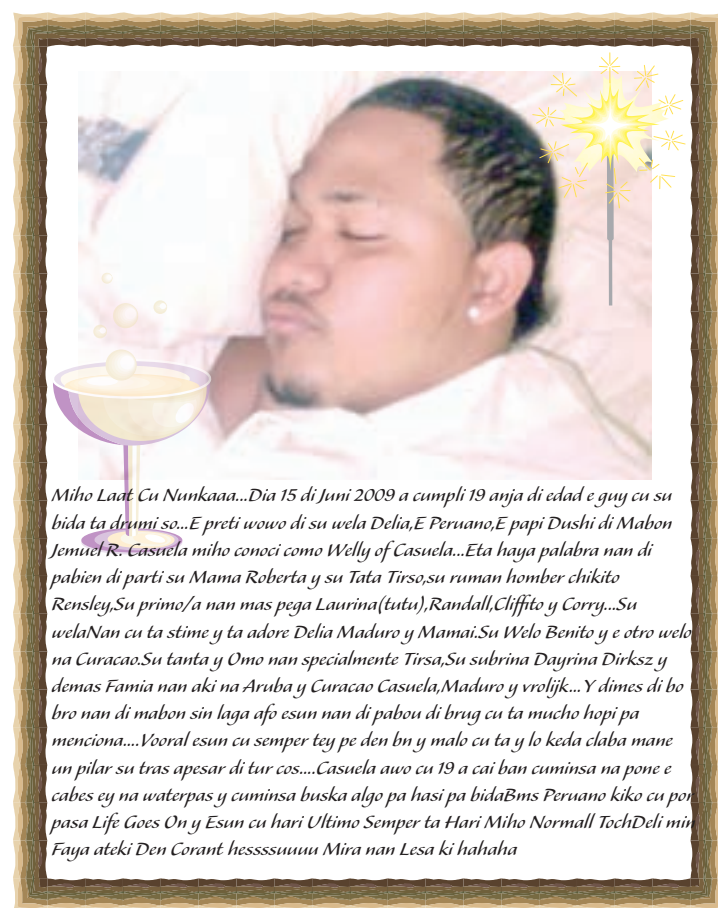 Miho Laat Cu Nunkaaa...Dia 15 di Juni 2009 a cumpli 19 anja di edad e guy cu su
bida ta drumi so...E preti wowo di su wela Delia,E Peruano,E papi Dushi di Mabon
Jemuel R. Casuela miho conoci como Welly of Casuela...Eta haya palabra nan di
pabien di parti su Mama Roberta y su Tata Tirso,su ruman homber chikito
Rensley,Su primo/a nan mas pega Laurina(tutu),Randall,Cliffito y Corry...Su
welaNan cu ta stime y ta adore Delia Maduro y Mamai.Su Welo Benito y e otro welo
na Curacao.Su tanta y Omo nan specialmente Tirsa,Su subrina Dayrina Dirksz y
demas Famia nan aki na Aruba y Curacao Casuela,Maduro y vrolijk...Y dimes di bo
bro nan di mabon sin laga afo esun nan di pabou di brug cu ta mucho hopi pa
menciona....Vooral esun cu semper tey pe den bn y malo cu ta y lo keda claba mane
un pilar su tras apesar di tur cos....Casuela awo cu 19 a cai ban cuminsa na pone e
cabes ey na waterpas y cuminsa buska algo pa hasi pa bidaBms Peruano kiko cu por
pasa Life Goes On y Esun cu hari Ultimo Semper ta Hari Miho Normall TochDeli min
Faya ateki Den Corant hessssuuuu Mira nan Lesa ki hahaha